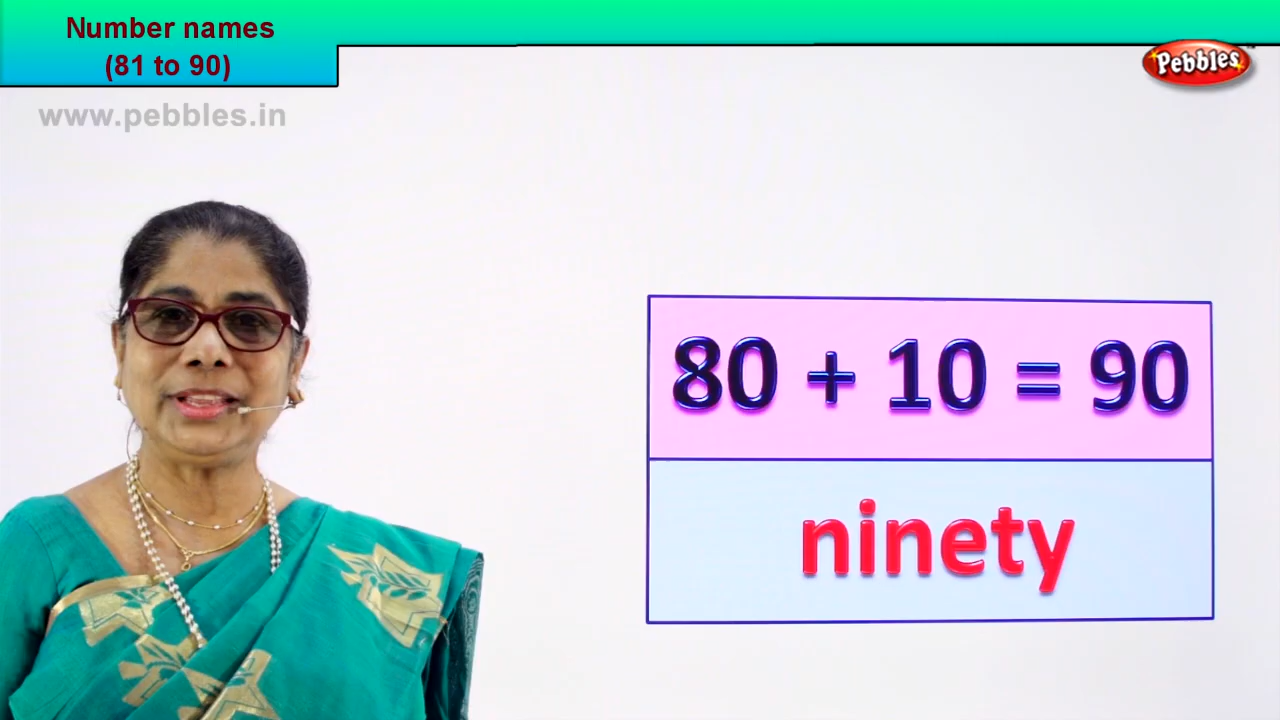 Number names
(81 to 90)
Pebbles
www.pebbles.in
80 + 10 = 90
ninety